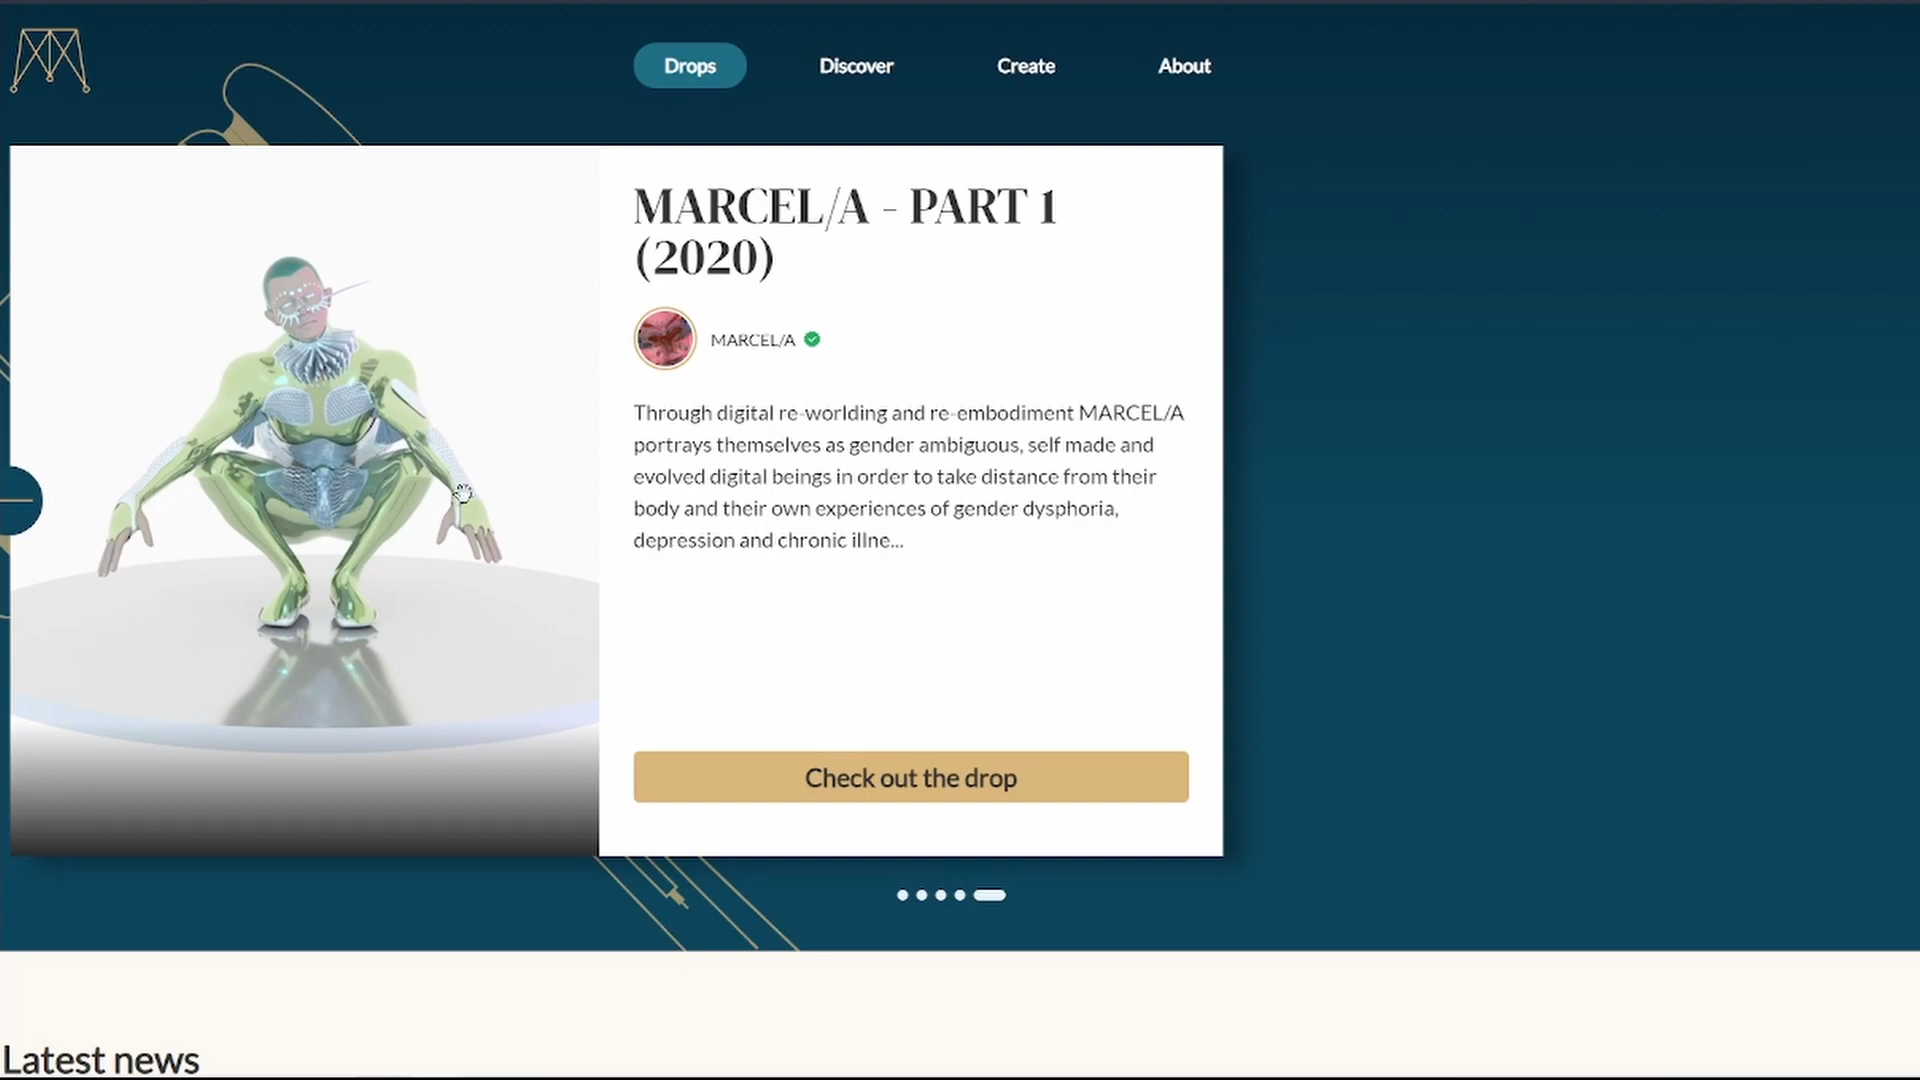 Drops
Discover
Create
About
MARCEL/A - PART 1
(2020)
MARCEL/A
Through digital re-worlding and re-embodiment MARCEL/A
portrays themselves as gender ambiguous, self made and
evolved digital beings in order to take distance from their
body and their own experiences of gender dysphoria,
depression and chronic illne...
Check out the drop
Latest news